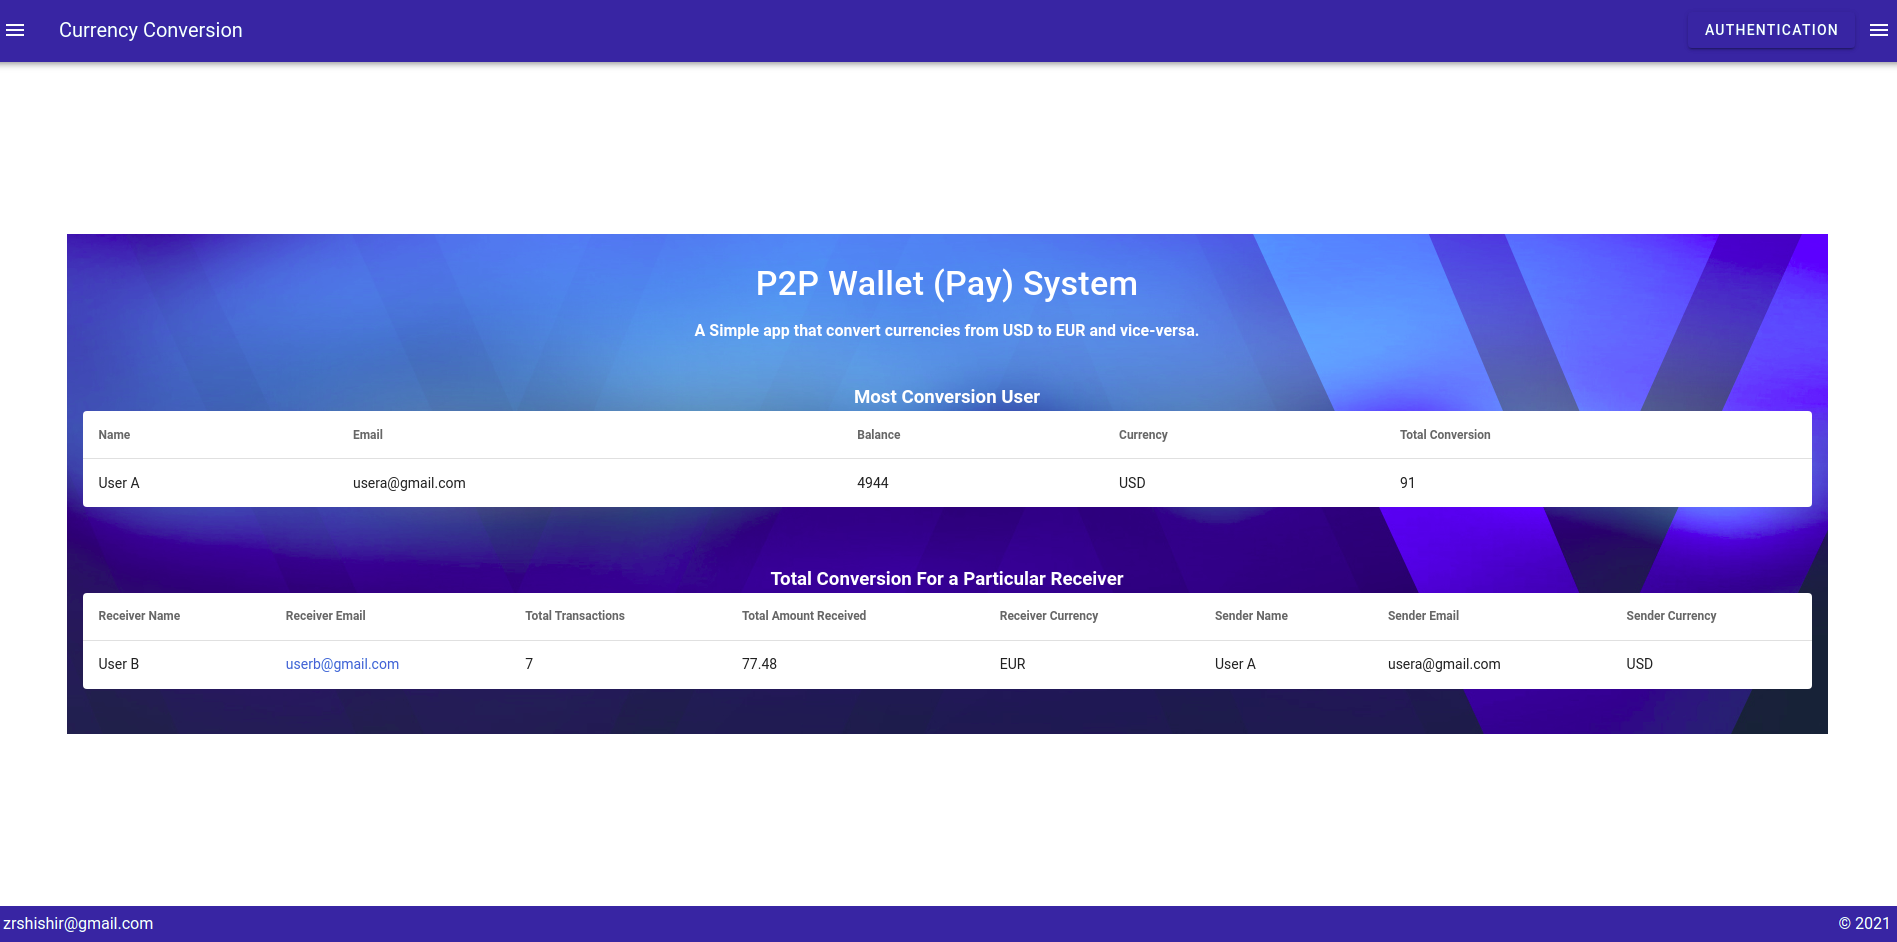 Currency Conversion
AUTHENTICATION
P2P Wallet (Pay) System
A Simple app that convert currencies from USD to EUR and vice-versa.
Most Conversion User
Name Email Balance Currency Total Conversion
User A usera@gmail.com 4944 USD 91
Total Conversion For a Particular Receiver
Receiver Name Receiver Email Total Transactions Total Amount Received Receiver Currency Sender Name Sender Email Sender Currency
User B userb@gmail.com 7 77.48 EUR User A usera@gmail.com USD
zrshishir@gmail.com © 2021